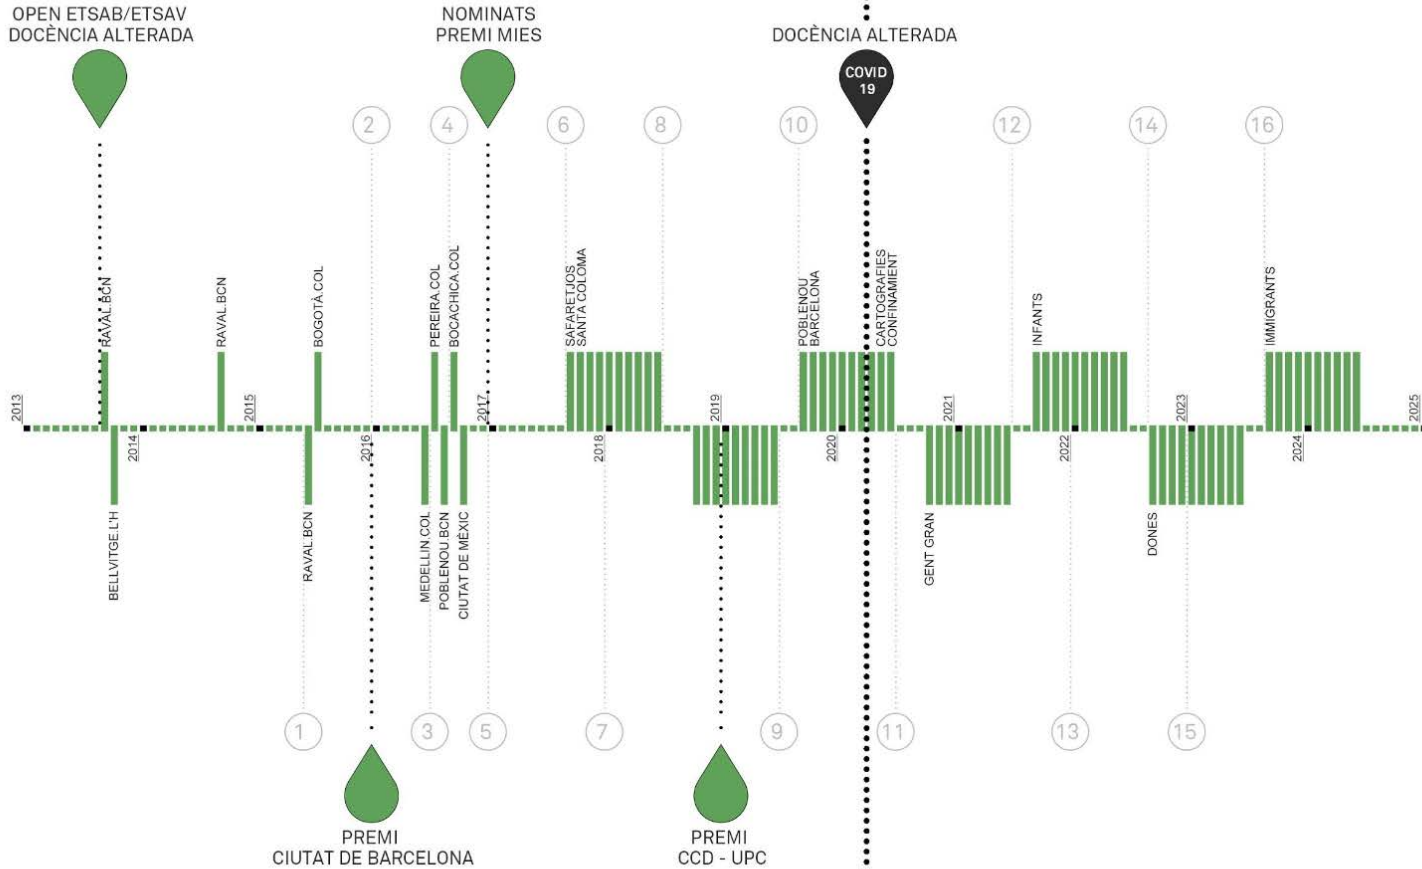 OPEN ETSAB/ETSAV
DOCÈNCIA ALTERADA
NOMINATS
PREMI MIES
DOCÈNCIA ALTERADA
COVID
19
2
4
6
8
10
12
14
16
RAVAL.BCN
RAVAL.BCN
BOGOTÀ.COL
PEREIRA.COL
BOCACHICA.COL
SAFARETJOS
SANTA COLOMA
POBLENOU
BARCELONA
CARTOGRAFIES
CONFINAMIENT
INFANTS
IMMIGRANTS
2013
2014
2015
2016
2017
2018
2019
2020
2021
2022
2023
2024
2025
BELLVITGE.L'H
RAVAL.BCN
MEDELLIN.COL
POBLENOU.BCN
CIUTAT DE MÈXIC
GENT GRAN
DONES
1
3
5
7
9
11
13
15
PREMI
CIUTAT DE BARCELONA
PREMI
CCD - UPC